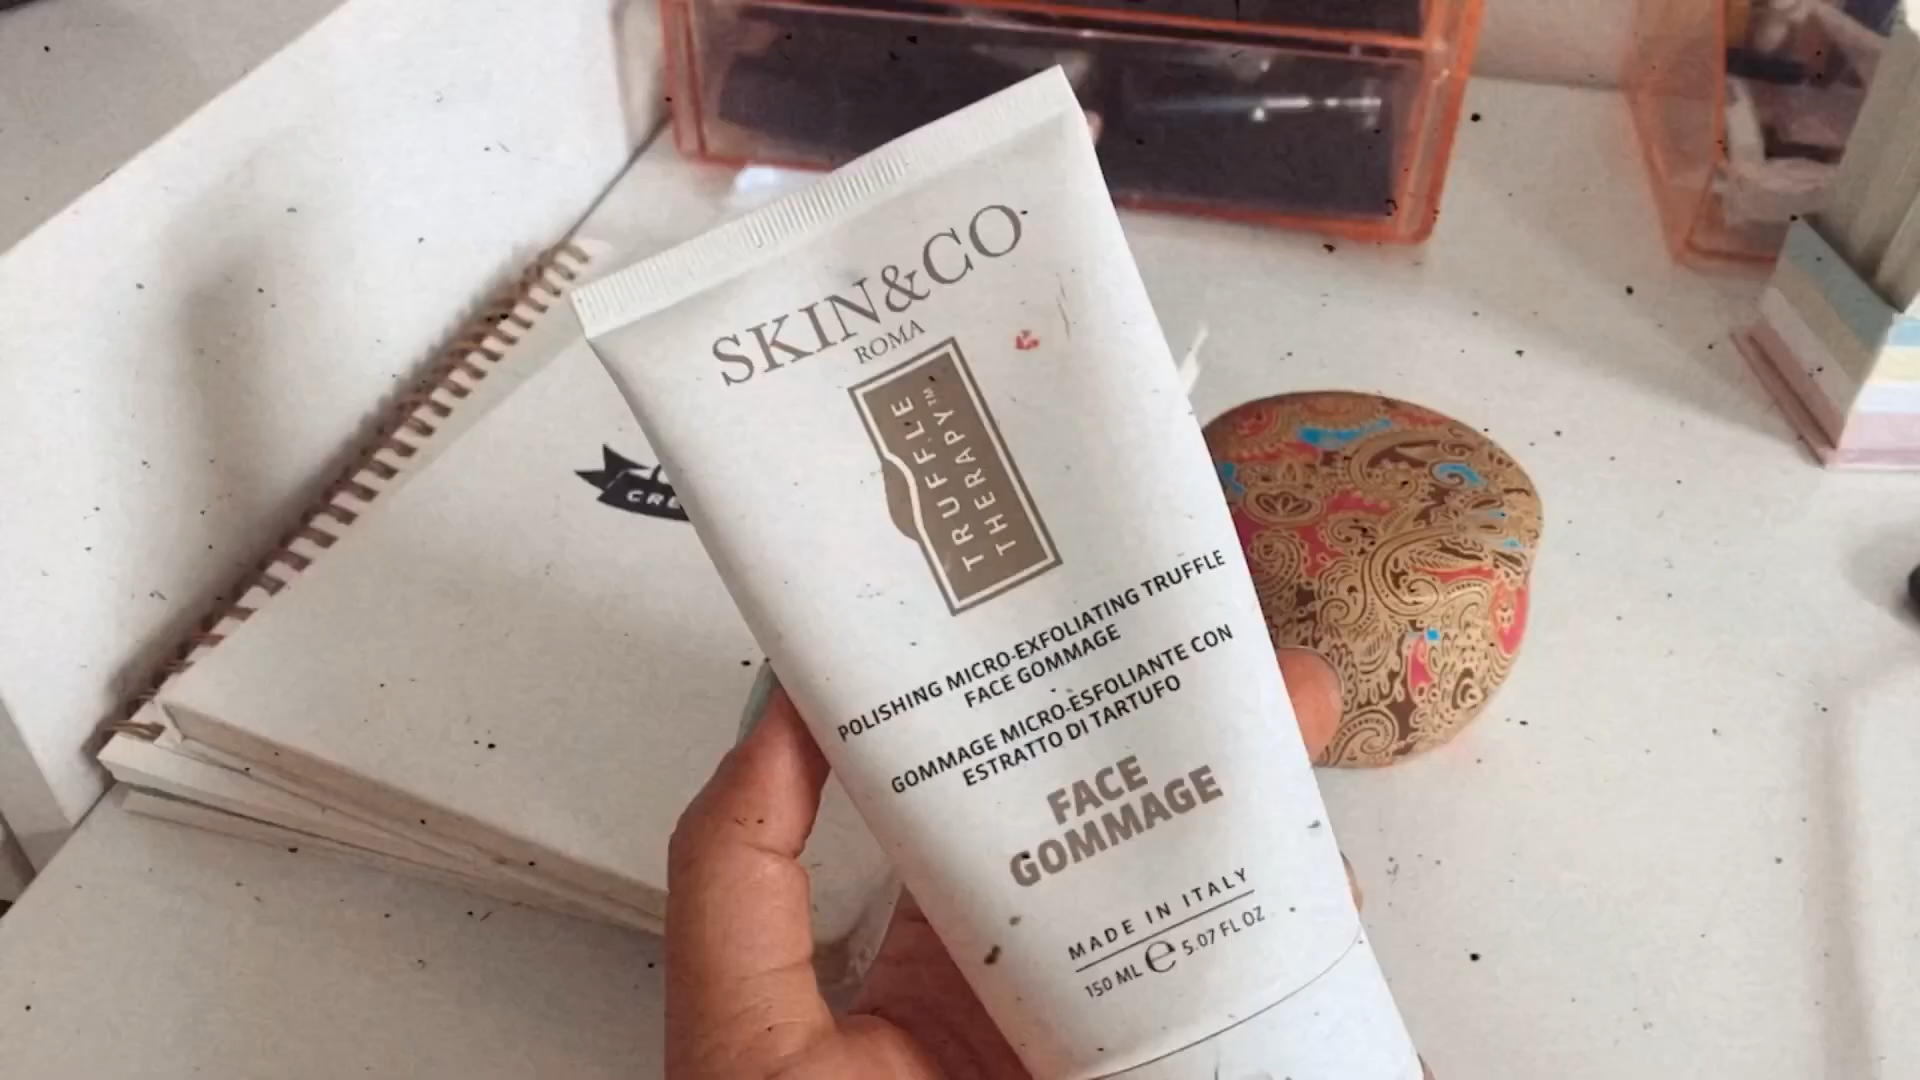 SKIN&CO
ROMA
TRUFFLE
THERAPY™
POLISHING MICRO-EXFOLIATING TRUFFLE
FACE GOMMAGE
GOMMAGE MICRO-ESFOLIANTE CON
ESTRATTO DI TARTUFO
FACE
GOMMAGE
MADE IN ITALY
150 ML ℮ 5.07 FL OZ